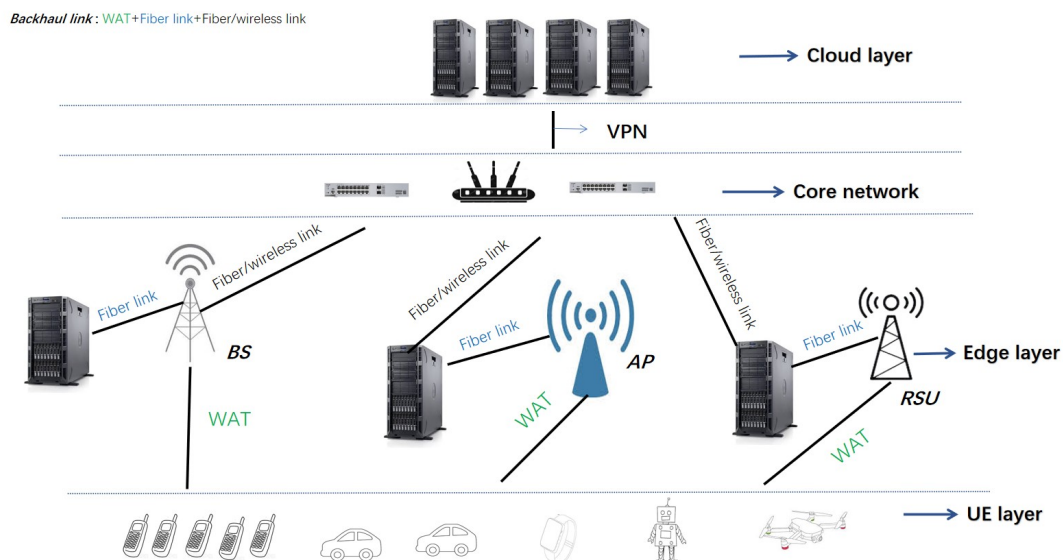 Backhaul link : WAT+Fiber link+Fiber/wireless link
Cloud layer
VPN
Core network
Fiber/wireless link
Fiber/wireless link
Fiber/wireless link
Fiber link
BS
Fiber link
AP
Fiber link
RSU
Edge layer
WAT
WAT
WAT
UE layer